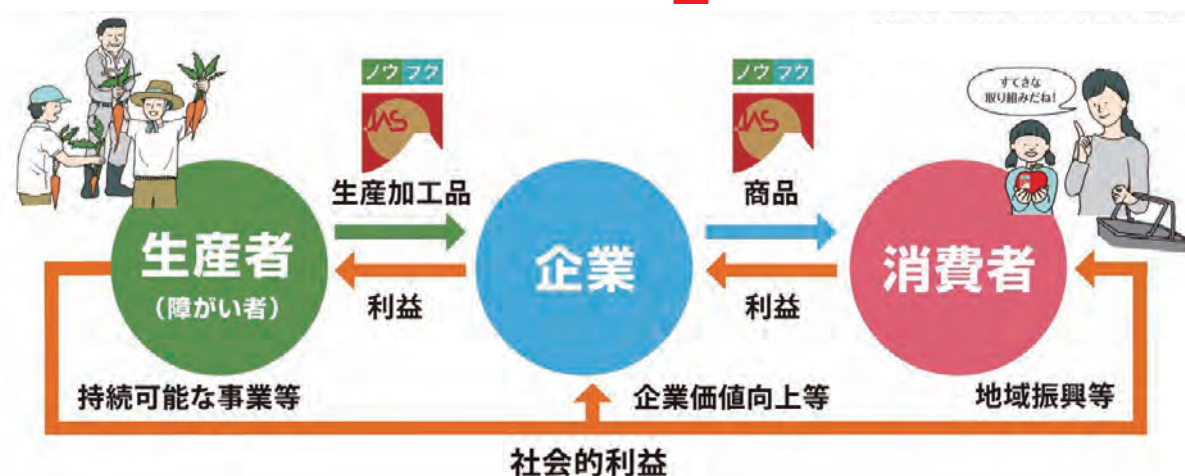 ノウフク
JAS
ノウフク
JAS
すてきな
取り組みだね!
生産加工品
商品
生産者
(障がい者)
企業
消費者
利益
利益
持続可能な事業等
企業価値向上等
地域振興等
社会的利益